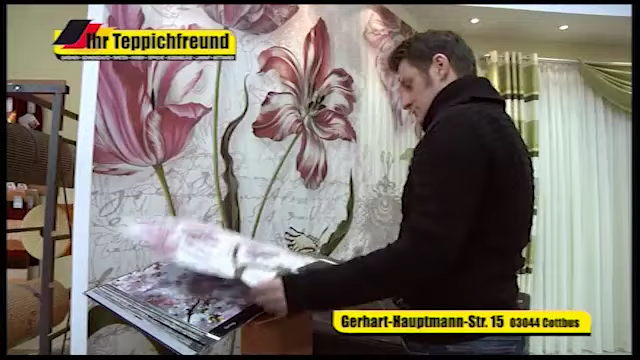 Ihr Teppichfreund
Gerhart-Hauptmann-Str. 15 03044 Cottbus